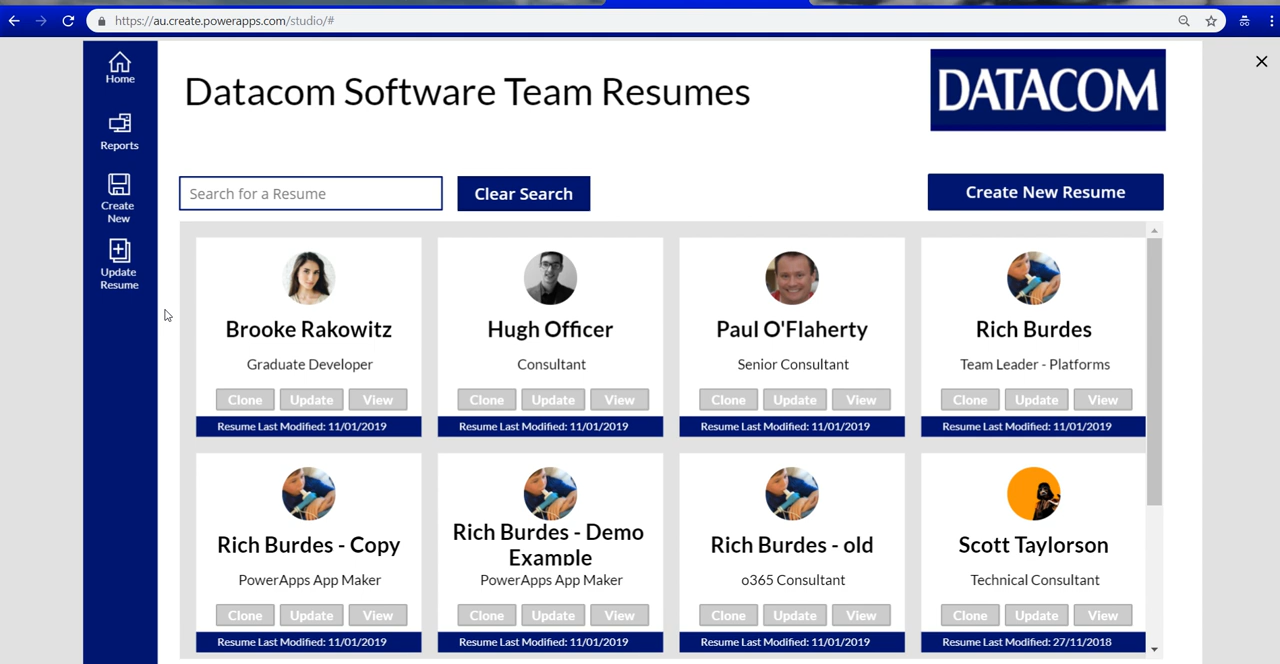 https://au.create.powerapps.com/studio/#
Home
Datacom Software Team Resumes
DATACOM
Reports
Create
New
Update
Resume
Search for a Resume
Clear Search
Create New Resume
Brooke Rakowitz
Graduate Developer
Clone Update View
Resume Last Modified: 11/01/2019
Hugh Officer
Consultant
Clone Update View
Resume Last Modified: 11/01/2019
Paul O'Flaherty
Senior Consultant
Clone Update View
Resume Last Modified: 11/01/2019
Rich Burdes
Team Leader - Platforms
Clone Update View
Resume Last Modified: 11/01/2019
Rich Burdes - Copy
PowerApps App Maker
Clone Update View
Resume Last Modified: 11/01/2019
Rich Burdes - Demo
Example
PowerApps App Maker
Clone Update View
Resume Last Modified: 11/01/2019
Rich Burdes - old
o365 Consultant
Clone Update View
Resume Last Modified: 11/01/2019
Scott Taylorson
Technical Consultant
Clone Update View
Resume Last Modified: 27/11/2018